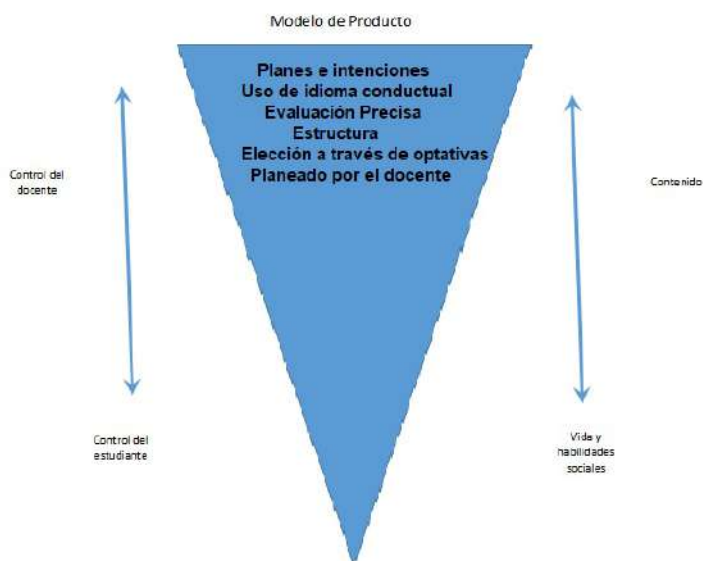 Modelo de Producto
Planes e intenciones
Uso de idioma conductual
Evaluación Precisa
Estructura
Elección a través de optativas
Planeado por el docente
Control del
docente
Contenido
Control del
estudiante
Vida y
habilidades
sociales